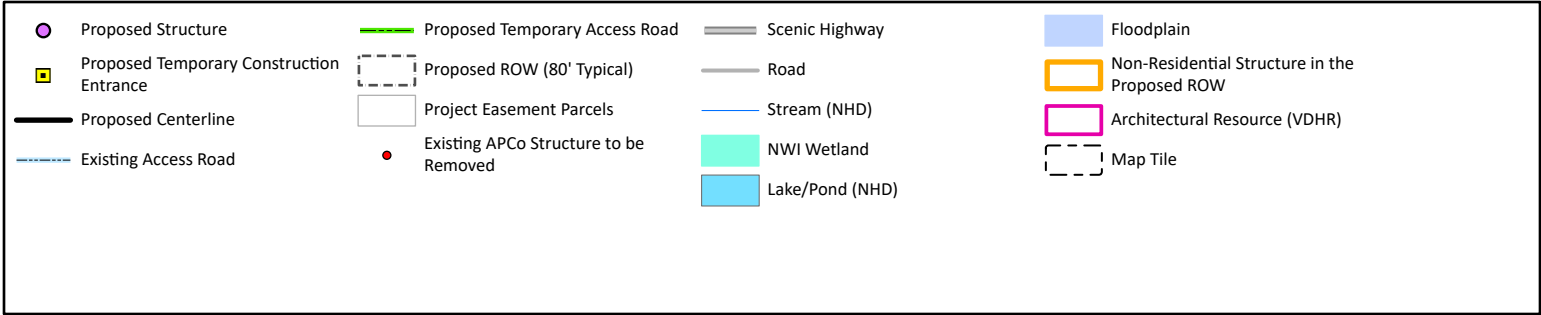 Proposed Structure
Proposed Temporary Construction
Entrance
Proposed Centerline
Existing Access Road
Proposed Temporary Access Road
Proposed ROW (80' Typical)
Project Easement Parcels
Existing APCo Structure to be
Removed
Scenic Highway
Road
Stream (NHD)
NWI Wetland
Lake/Pond (NHD)
Floodplain
Non-Residential Structure in the
Proposed ROW
Architectural Resource (VDHR)
Map Tile